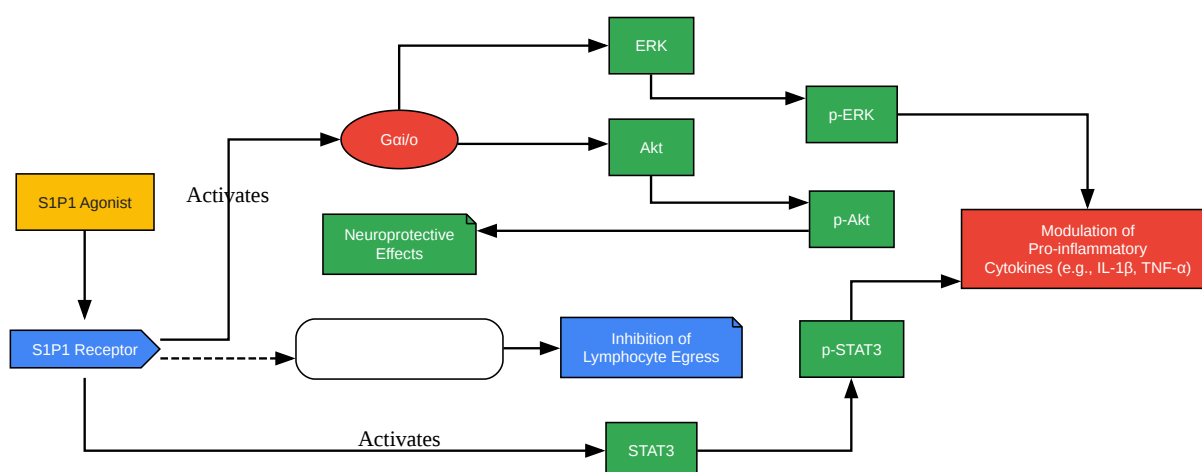 ERK
p-ERK
Gαi/o
Akt
Activates
S1P1 Agonist
p-Akt
Neuroprotective
Effects
Modulation of
Pro-inflammatory
Cytokines (e.g., IL-1β, TNF-α)
S1P1 Receptor
Inhibition of
Lymphocyte Egress
p-STAT3
Activates
STAT3